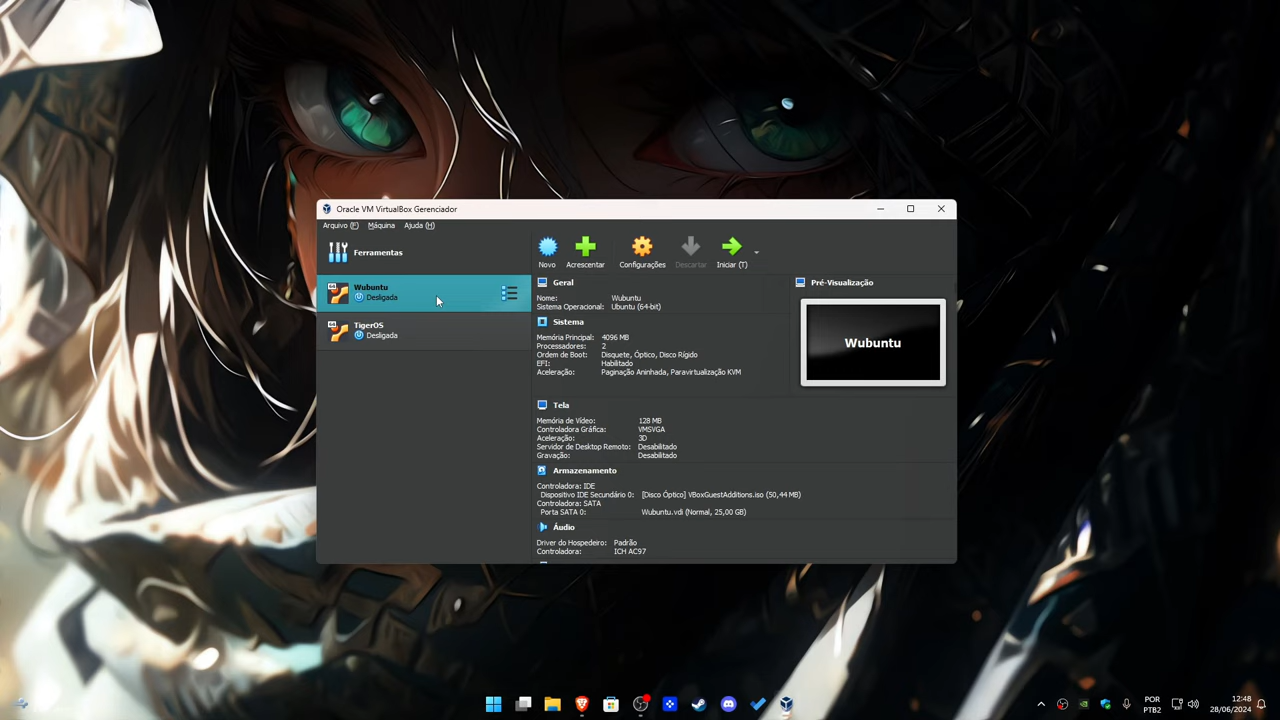 Oracle VM VirtualBox Gerenciador
Arquivo (F) Máquina Ajuda (H)
Ferramentas
Wubuntu
Desligada
TigerOS
Desligada
Novo Acrescentar Configurações Descartar Iniciar (T)
Geral
Nome: Wubuntu
Sistema Operacional: Ubuntu (64-bit)
Sistema
Memória Principal: 4096 MB
Processadores: 2
Ordem de Boot: Disquete, Óptico, Disco Rígido
EFI: Habilitado
Aceleração: Paginação Aninhada, Paravirtualização KVM
Pré-Visualização
Wubuntu
Tela
Memória de Vídeo: 128 MB
Controladora Gráfica: VMSVGA
Aceleração: 3D
Servidor de Desktop Remoto: Desabilitado
Gravação: Desabilitado
Armazenamento
Controladora: IDE
Dispositivo IDE Secundário 0: [Disco Óptico] VBoxGuestAdditions.iso (50,44 MB)
Controladora: SATA
Porta SATA 0: Wubuntu.vdi (Normal, 25,00 GB)
Áudio
Driver do Hospedeiro: Padrão
Controladora: ICH AC97
POR
PTB2
12:48
28/06/2024